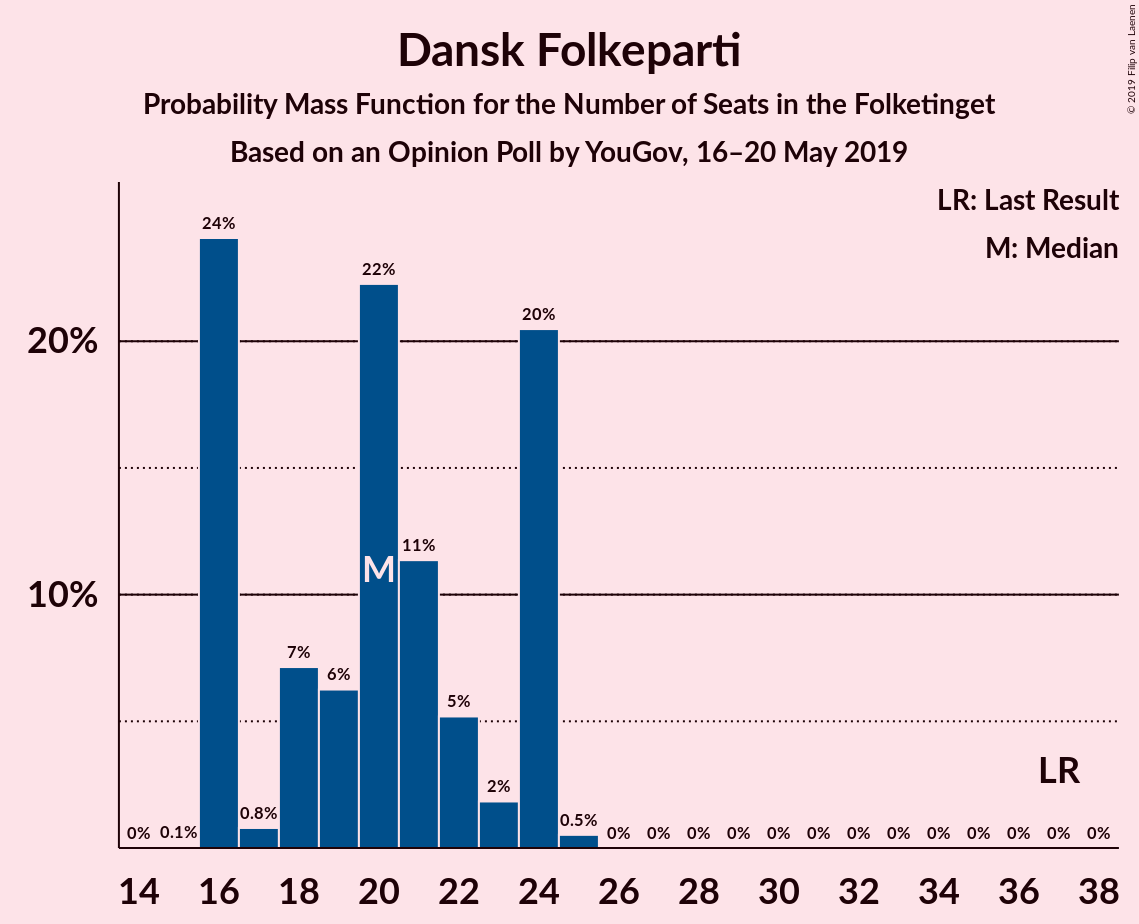 Dansk Folkeparti
Probability Mass Function for the Number of Seats in the Folketinget
Based on an Opinion Poll by YouGov, 16–20 May 2019
© 2019 Filip van Laenen
LR: Last Result
M: Median
24%
22%
20%
20%
11%
M
10%
7%
6%
5%
LR
2%
0.8%
0.5%
0% 0.1% 0% 0% 0% 0% 0% 0% 0% 0% 0% 0% 0% 0% 0%
14 16 18 20 22 24 26 28 30 32 34 36 38